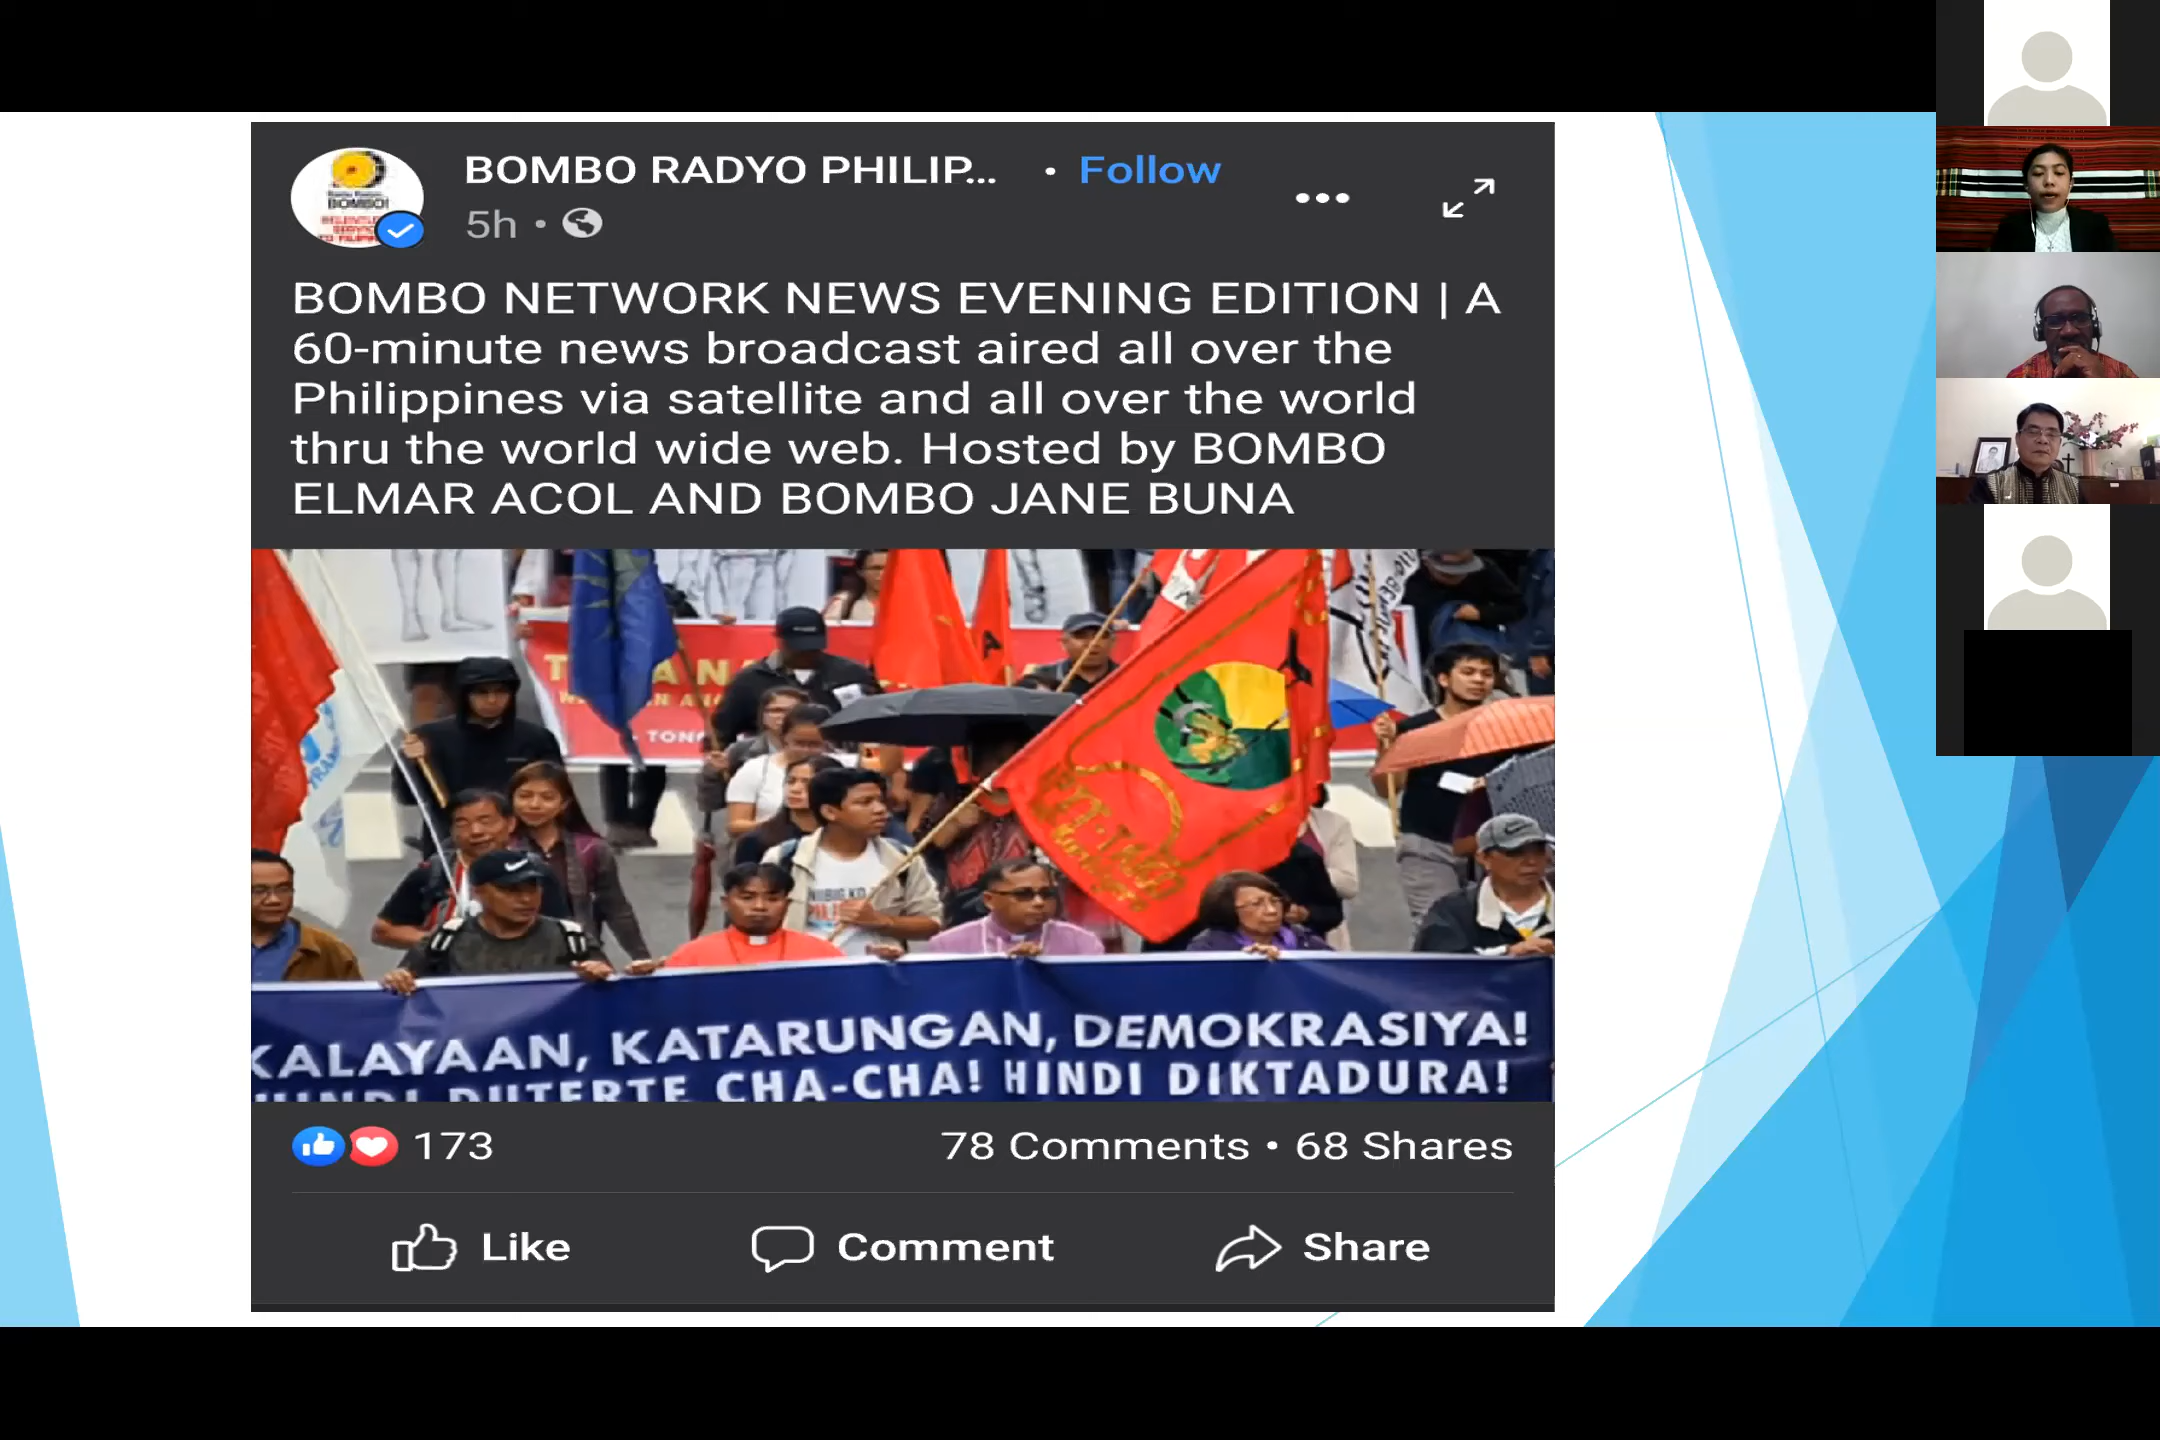 BOMBO RADYO PHILIP... • Follow
5h •
BOMBO NETWORK NEWS EVENING EDITION | A
60-minute news broadcast aired all over the
Philippines via satellite and all over the world
thru the world wide web. Hosted by BOMBO
ELMAR ACOL AND BOMBO JANE BUNA
KALAYAAN, KATARUNGAN, DEMOKRASIYA!
HINDI DUTERTE CHA-CHA! HINDI DIKTADURA!
173
78 Comments • 68 Shares
Like
Comment
Share